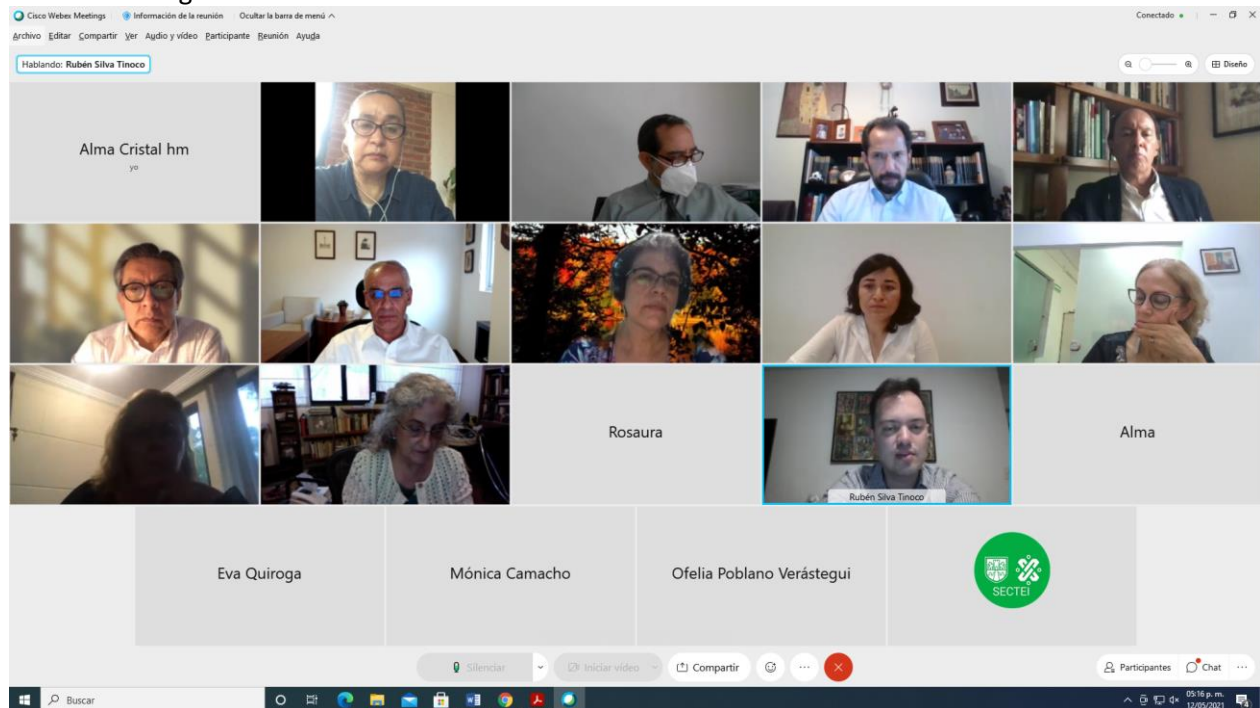 Cisco Webex Meetings Información de la reunión Ocultar la barra de menú Conectado
Archivo Editar Compartir Ver Audio y vídeo Participante Reunión Ayuda
Hablando: Rubén Silva Tinoco Diseño
Alma Cristal hm
yo
Rosaura
Rubén Silva Tinoco
Alma
Eva Quiroga
Mónica Camacho
Ofelia Poblano Verástegui
SECTEI
Silenciar Iniciar vídeo Compartir Participantes Chat
Buscar
05:16 p. m.
12/05/2021